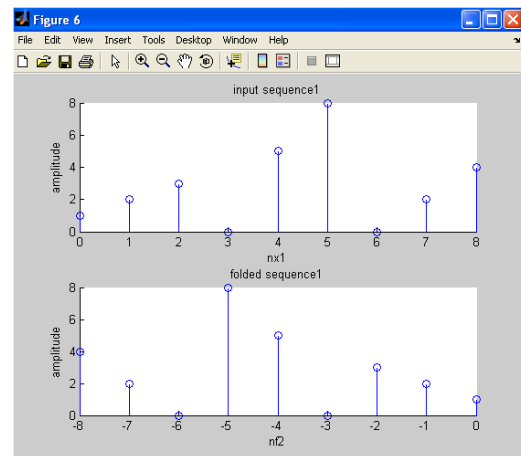 Figure 6
File Edit View Insert Tools Desktop Window Help
input sequence1
8
6
4
2
0
amplitude
0 1 2 3 4 5 6 7 8
nx1
folded sequence1
8
6
4
2
0
amplitude
-8 -7 -6 -5 -4 -3 -2 -1 0
nf2